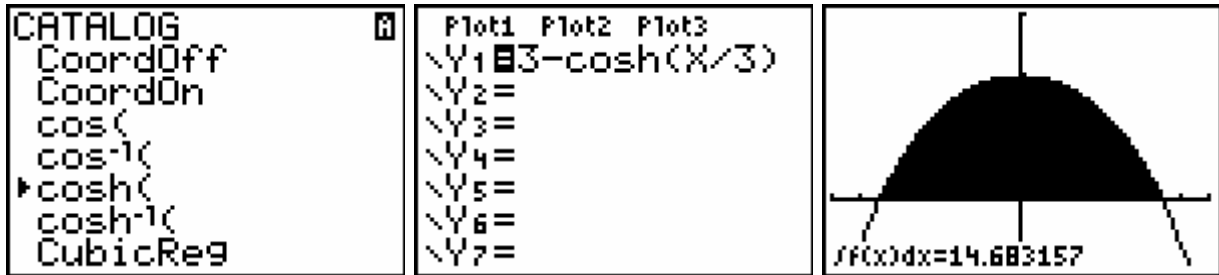 CATALOG
CoordOff
CoordOn
cos(
cos⁻¹(
cosh(
cosh⁻¹(
CubicReg
Plot1 Plot2 Plot3
\Y₁=3-cosh(X/3)
\Y₂=
\Y₃=
\Y₄=
\Y₅=
\Y₆=
\Y₇=
∫f(x)dx=14.683157